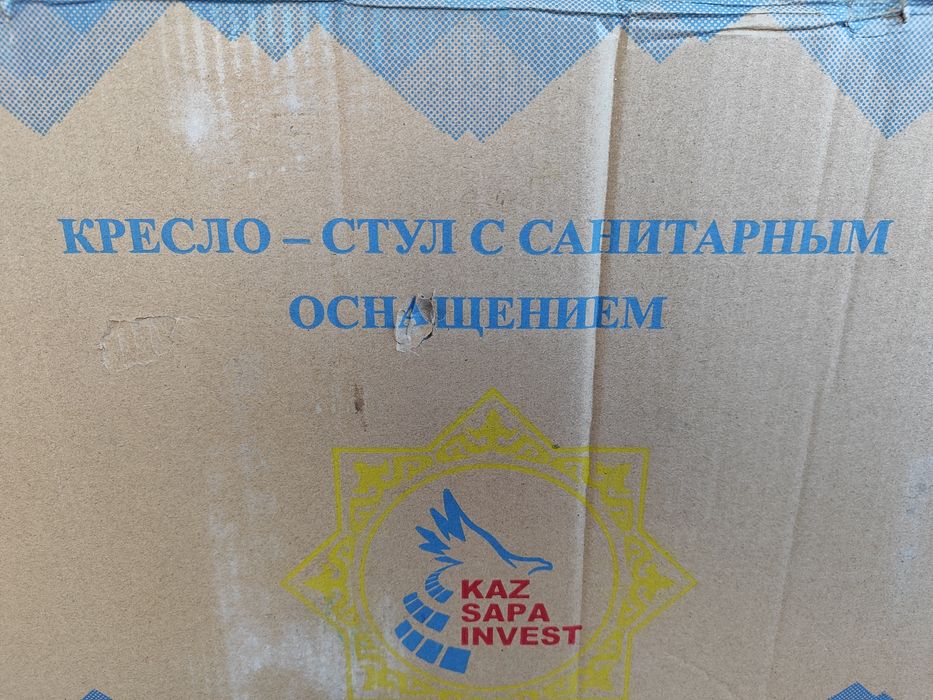 КРЕСЛО – СТУЛ С САНИТАРНЫМ
ОСНАЩЕНИЕМ
KAZ
SAPA
INVEST